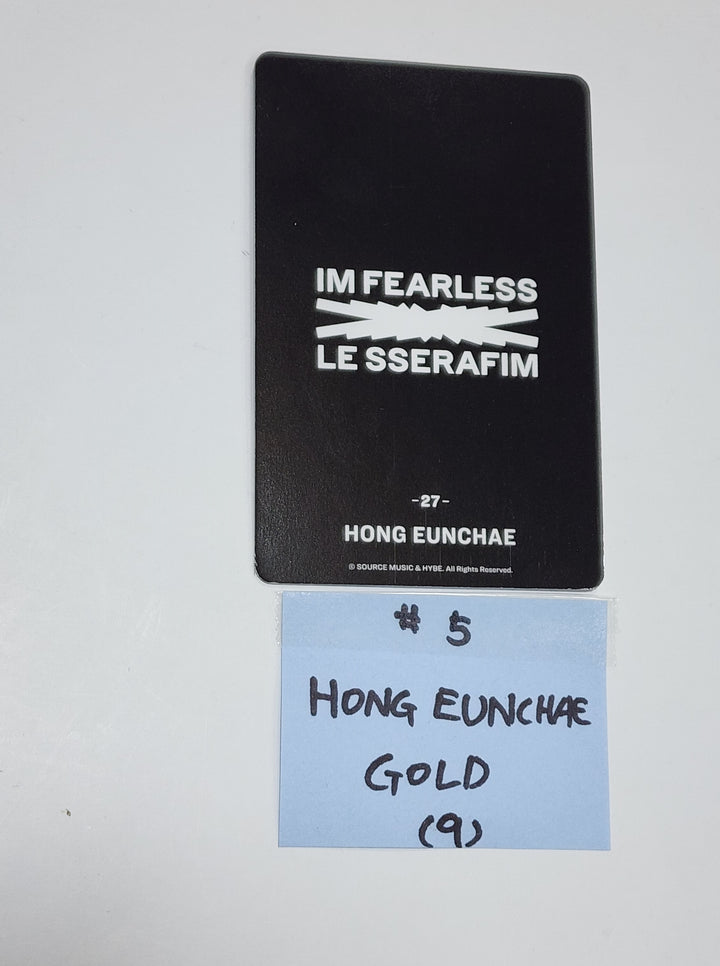 IM FEARLESS
LE SSERAFIM
-27-
HONG EUNCHAE
© SOURCE MUSIC & HYBE. All Rights Reserved.
# 5
HONG EUNCHAE
GOLD
(9)